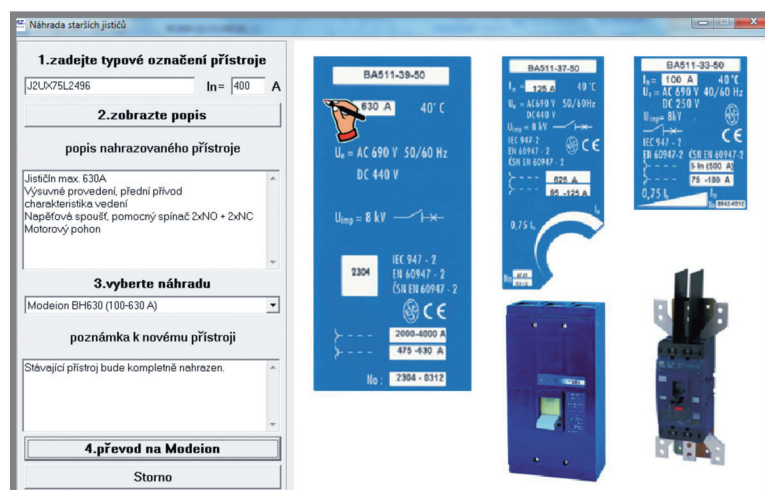 Náhrada starších jističů
1.zadejte typové označení přístroje
J2UX75L2496 In= 400 A
2.zobrazte popis
popis nahrazovaného přístroje
JističIn max. 630A
Výsuvné provedení, přední přívod
charakteristika vedení
Napěťová spoušť, pomocný spínač 2xNO + 2xNC
Motorový pohon
3.vyberte náhradu
Modeion BH630 (100-630 A)
poznámka k novému přístroji
Stávající přístroj bude kompletně nahrazen.
4.převod na Modeion
Storno
BA511-39-50
630 A 40°C
Ue = AC 690 V 50/60 Hz
DC 440 V
Uimp = 8 kV
2304
IEC 947 - 2
EN 60947 - 2
ČSN EN 60947 - 2
CE
2000-4000 A
475 -630 A
No : 2304 - 0312
BA511-37-50
In = 125 A 40°C
Ue = AC690 V 50/60Hz
DC440 V
Uimp = 8 kV
IEC 947-2
EN 60947-2
ČSN EN 60947-2
CE
625 A
95 -125 A
0,75 In
In
BA511-33-50
In = 100 A 40°C
Ue = AC 690 V 40/60 Hz
DC 250 V
Uimp = 8kV
CE
IEC 947 - 2
EN 60947-2 ČSN EN 60947-2
5 In (500 A)
75 -100 A
0,75 In
In